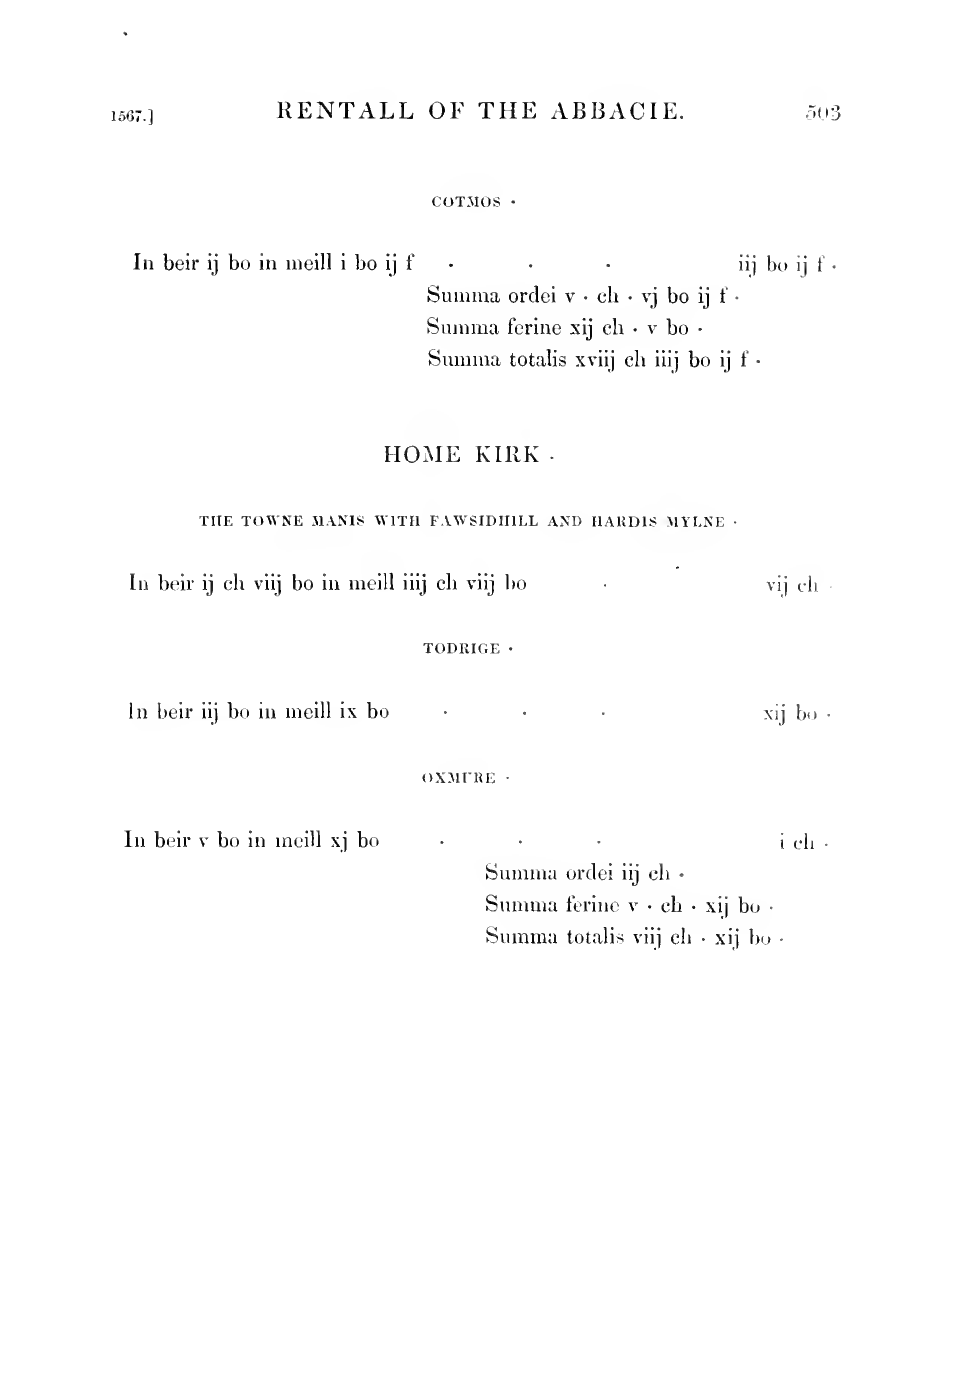 1567.] RENTALL OF THE ABBACIE. 503
COTMOS ·
In beir ij bo in meill i bo ij f · · · iij bo ij f ·
Summa ordei v · ch · vj bo ij f ·
Summa ferine xij ch · v bo ·
Summa totalis xviij ch iiij bo ij f ·
HOME KIRK ·
THE TOWNE MANIS WITH FAWSIDHILL AND HARDIS MYLNE ·
In beir ij ch viij bo in meill iiij ch viij bo · vij ch ·
TODRIGE ·
In beir iij bo in meill ix bo · · · xij bo ·
OXMURE ·
In beir v bo in meill xj bo · · · i ch ·
Summa ordei iij ch ·
Summa ferine v · ch · xij bo ·
Summa totalis viij ch · xij bo ·